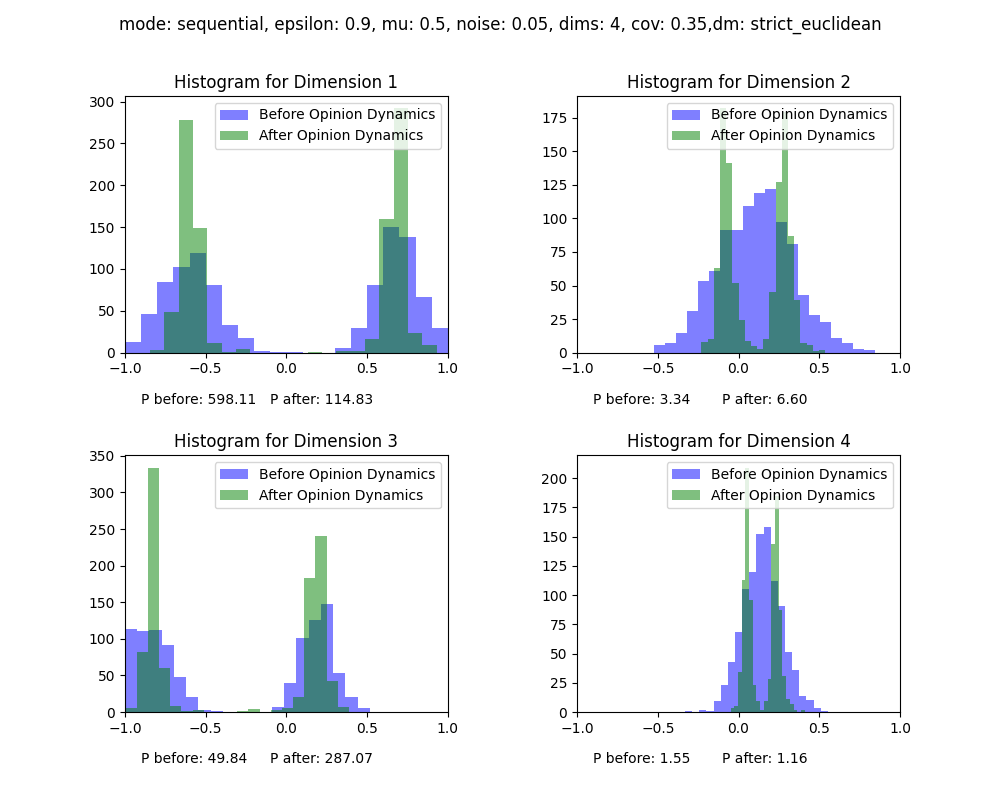 mode: sequential, epsilon: 0.9, mu: 0.5, noise: 0.05, dims: 4, cov: 0.35,dm: strict_euclidean
Histogram for Dimension 1
Before Opinion Dynamics
After Opinion Dynamics
300
250
200
150
100
50
0
−1.0 −0.5 0.0 0.5 1.0
P before: 598.11 P after: 114.83
Histogram for Dimension 2
Before Opinion Dynamics
After Opinion Dynamics
175
150
125
100
75
50
25
0
−1.0 −0.5 0.0 0.5 1.0
P before: 3.34 P after: 6.60
Histogram for Dimension 3
Before Opinion Dynamics
After Opinion Dynamics
350
300
250
200
150
100
50
0
−1.0 −0.5 0.0 0.5 1.0
P before: 49.84 P after: 287.07
Histogram for Dimension 4
Before Opinion Dynamics
After Opinion Dynamics
200
175
150
125
100
75
50
25
0
−1.0 −0.5 0.0 0.5 1.0
P before: 1.55 P after: 1.16